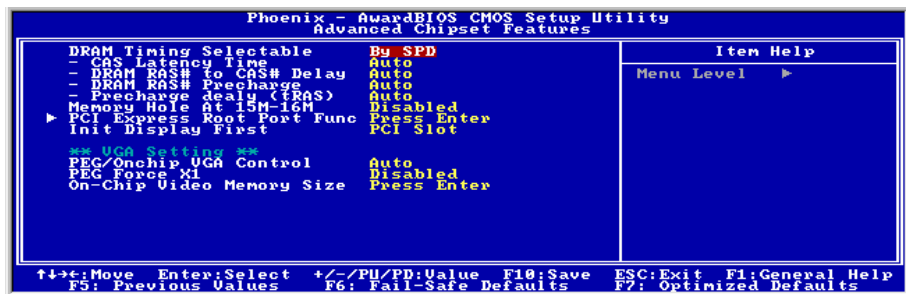 Phoenix - AwardBIOS CMOS Setup Utility
Advanced Chipset Features
DRAM Timing Selectable By SPD
- CAS Latency Time Auto
- DRAM RAS# to CAS# Delay Auto
- DRAM RAS# Precharge Auto
- Precharge dealy (tRAS) Auto
Memory Hole At 15M-16M Disabled
► PCI Express Root Port Func Press Enter
Init Display First PCI Slot
** VGA Setting **
PEG/Onchip VGA Control Auto
PEG Force X1 Disabled
On-Chip Video Memory Size Press Enter
Item Help
Menu Level ►
↑↓→←:Move Enter:Select +/-/PU/PD:Value F10:Save ESC:Exit F1:General Help
F5: Previous Values F6: Fail-Safe Defaults F7: Optimized Defaults